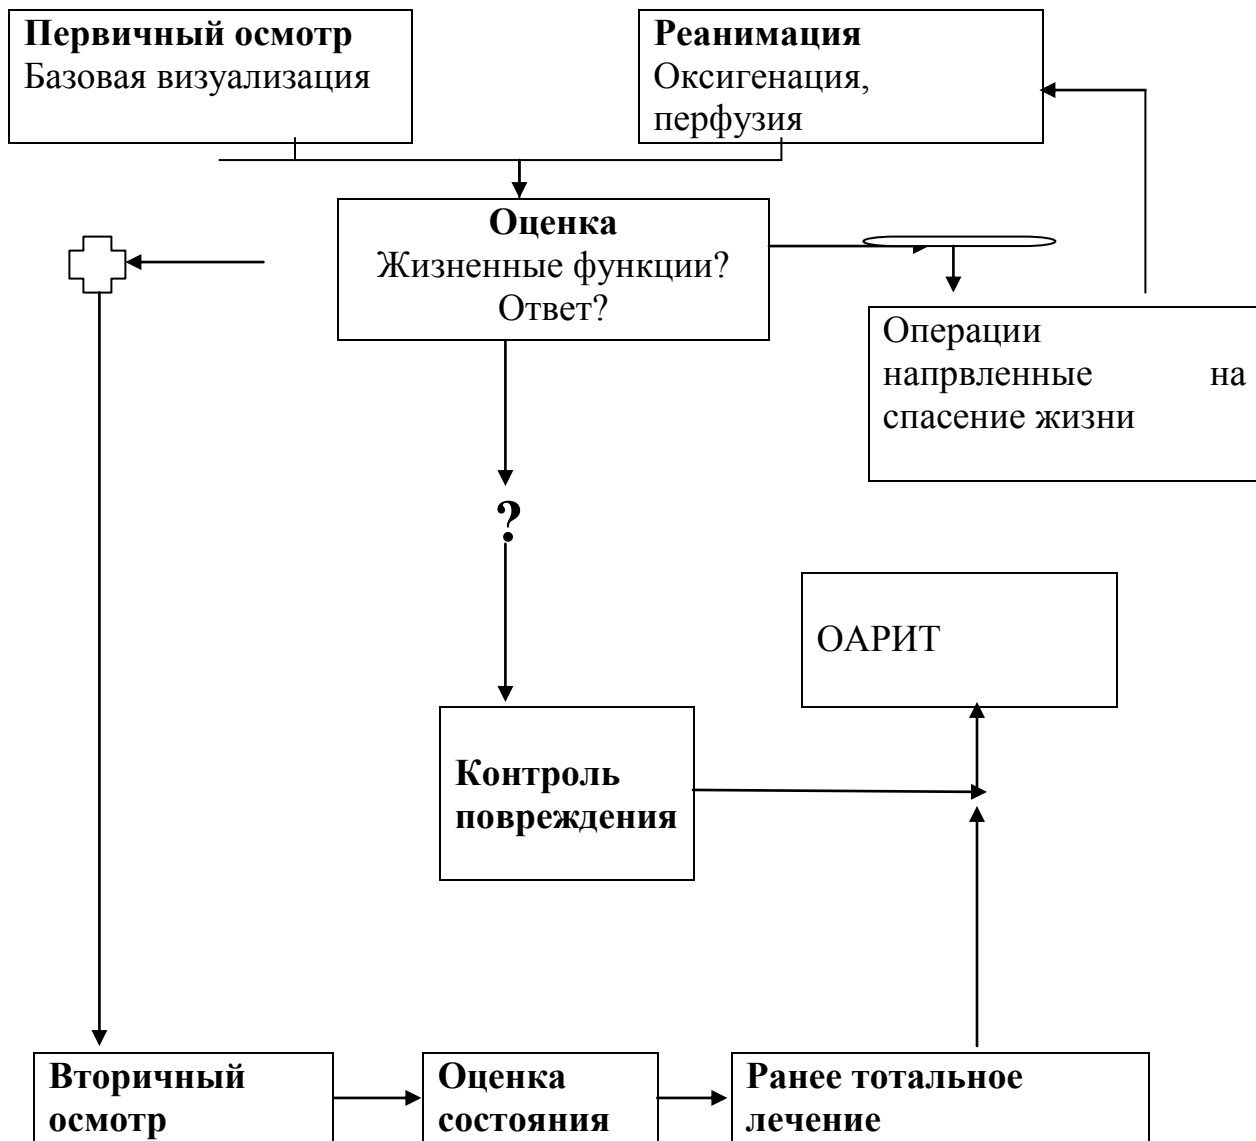 Первичный осмотр
Базовая визуализация
Реанимация
Оксигенация,
перфузия
Оценка
Жизненные функции?
Ответ?
Операции
напрвленные на
спасение жизни
?
ОАРИТ
Контроль
повреждения
Вторичный
осмотр
Оценка
состояния
Ранее тотальное
лечение